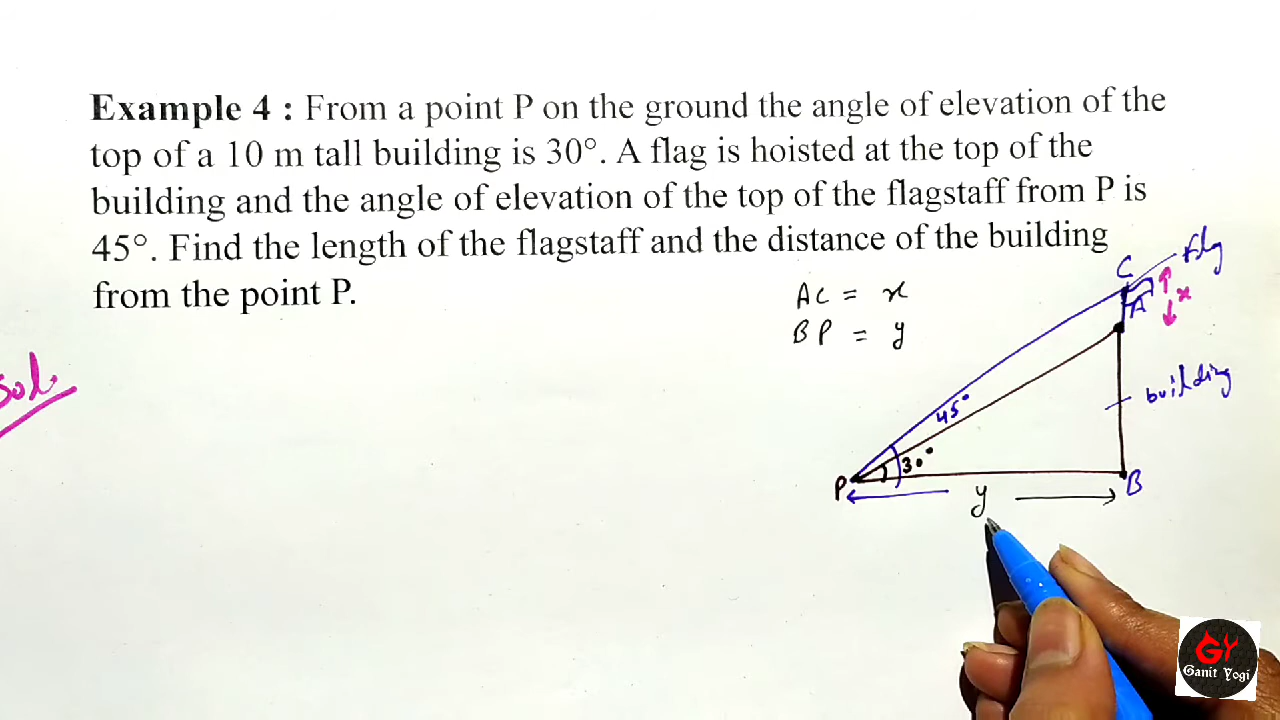 Example 4 : From a point P on the ground the angle of elevation of the
top of a 10 m tall building is 30°. A flag is hoisted at the top of the
building and the angle of elevation of the top of the flagstaff from P is
45°. Find the length of the flagstaff and the distance of the building
from the point P.
Sol.
AC = x
BP = y
C
flg
A
x
building
45°
30°
P
B
y
GY
Ganit Yogi